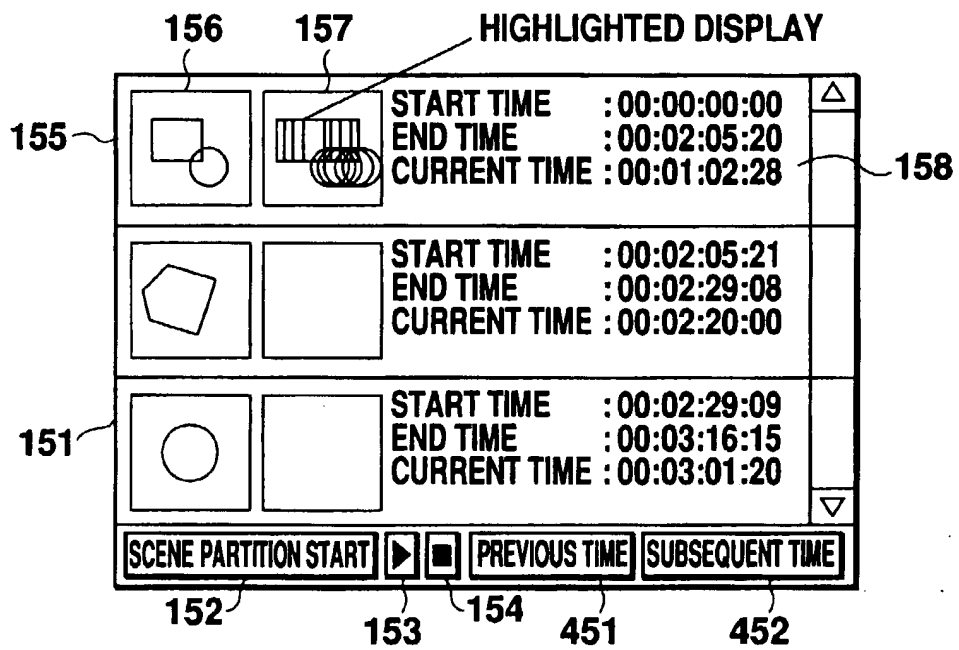 156 157 HIGHLIGHTED DISPLAY
155
START TIME :00:00:00:00
END TIME :00:02:05:20
CURRENT TIME :00:01:02:28
158
START TIME :00:02:05:21
END TIME :00:02:29:08
CURRENT TIME :00:02:20:00
151
START TIME :00:02:29:09
END TIME :00:03:16:15
CURRENT TIME :00:03:01:20
SCENE PARTITION START PREVIOUS TIME SUBSEQUENT TIME
152 153 154 451 452